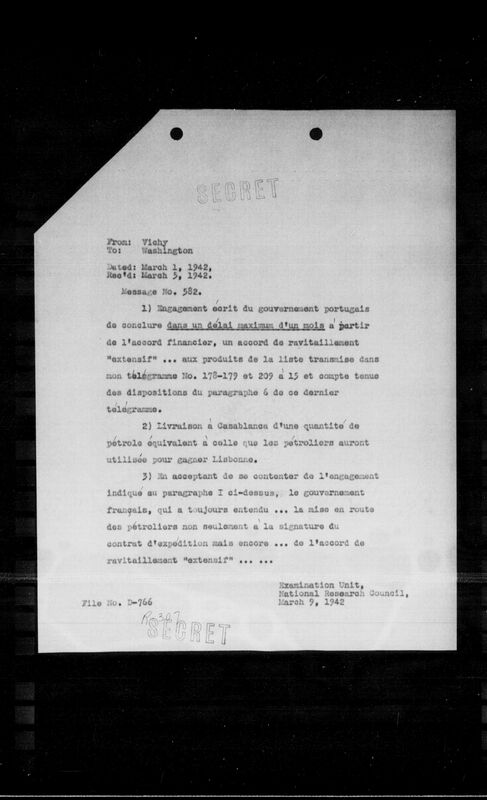 SECRET
From: Vichy
To: Washington
Dated: March 1, 1942,
Rec'd: March 5, 1942.
Message No. 582.
1) Engagement écrit du gouvernement portugais
de conclure dans un délai maximum d'un mois à partir
de l'accord financier, un accord de ravitaillement
"extensif" ... aux produits de la liste transmise dans
mon télégramme No. 178-179 et 209 à 15 et compte tenue
des dispositions du paragraphe 6 de ce dernier
télégramme.
2) Livraison à Casablanca d'une quantité de
pétrole équivalent à celle que les pétroliers auront
utilisée pour gagner Lisbonne.
3) En acceptant de se contenter de l'engagement
indiqué au paragraphe I ci-dessus, le gouvernement
français, qui a toujours entendu ... la mise en route
des pétroliers non seulement à la signature du
contrat d'expédition mais encore ... de l'accord de
ravitaillement "extensif" ... ...
Examination Unit,
National Research Council,
March 9, 1942
File No. D-766
SECRET